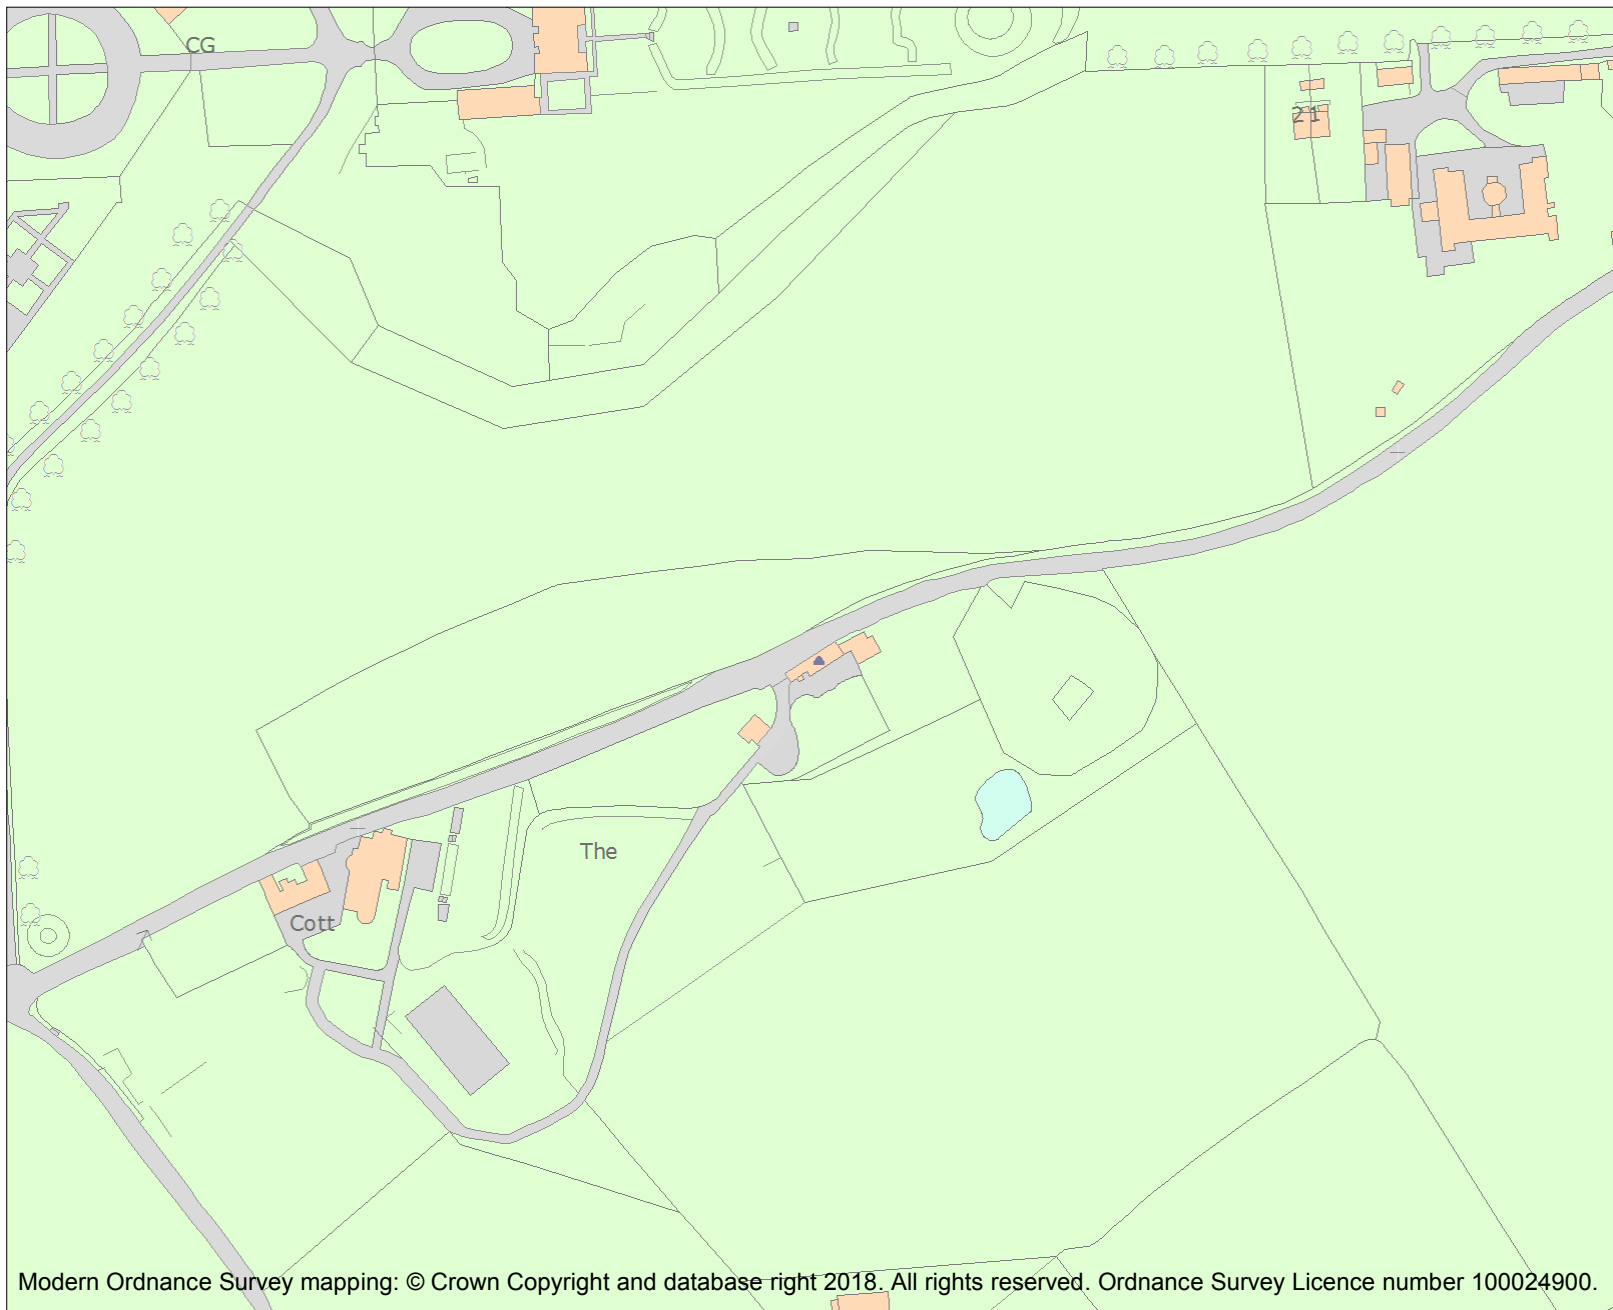 CG
21
The
Cott
Modern Ordnance Survey mapping: © Crown Copyright and database right 2018. All rights reserved. Ordnance Survey Licence number 100024900.